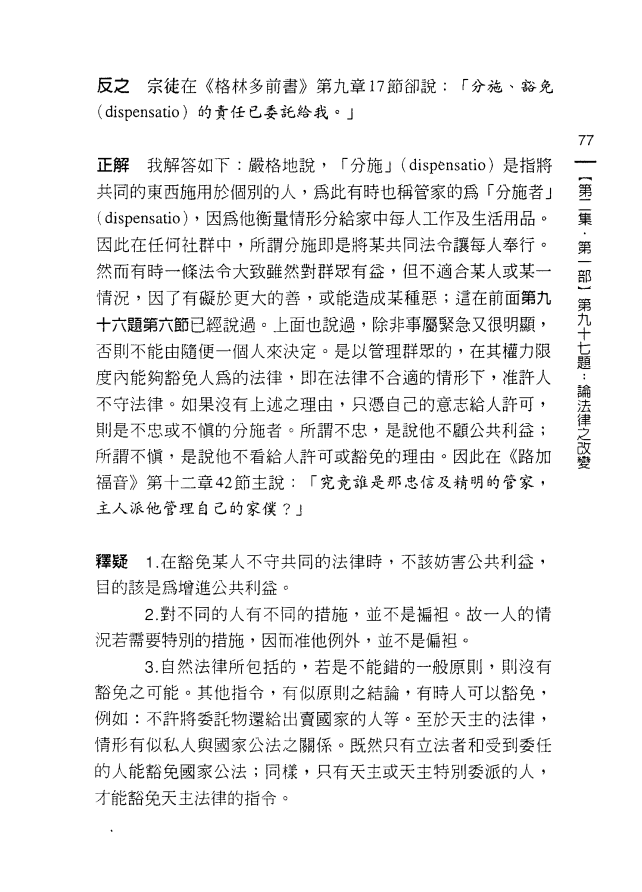 反之　宗徒在《格林多前書》第九章17節卻說：「分施、豁免
（dispensatio）的責任已委託給我。」
正解　我解答如下：嚴格地說，「分施」（dispensatio）是指將
共同的東西施用於個別的人，爲此有時也稱管家的爲「分施者」
（dispensatio），因爲他衡量情形分給家中每人工作及生活用品。
因此在任何社群中，所謂分施即是將某共同法令讓每人奉行。
然而有時一條法令大致雖然對群眾有益，但不適合某人或某一
情況，因了有礙於更大的善，或能造成某種惡；這在前面第九
十六題第六節已經說過。上面也說過，除非事屬緊急又很明顯，
否則不能由隨便一個人來決定。是以管理群眾的，在其權力限
度內能夠豁免人爲的法律，即在法律不合適的情形下，准許人
不守法律。如果沒有上述之理由，只憑自己的意志給人許可，
則是不忠或不愼的分施者。所謂不忠，是說他不顧公共利益；
所謂不愼，是說他不看給人許可或豁免的理由。因此在《路加
福音》第十二章42節主說：「究竟誰是那忠信及精明的管家，
主人派他管理自己的家僕？」
釋疑　1.在豁免某人不守共同的法律時，不該妨害公共利益，
目的該是爲增進公共利益。
2.對不同的人有不同的措施，並不是褊袒。故一人的情
況若需要特別的措施，因而准他例外，並不是偏袒。
3.自然法律所包括的，若是不能錯的一般原則，則沒有
豁免之可能。其他指令，有似原則之結論，有時人可以豁免，
例如：不許將委託物還給出賣國家的人等。至於天主的法律，
情形有似私人與國家公法之關係。既然只有立法者和受到委任
的人能豁免國家公法；同樣，只有天主或天主特別委派的人，
才能豁免天主法律的指令。
77
【第二集．第一部】第九十七題：論法律之改變